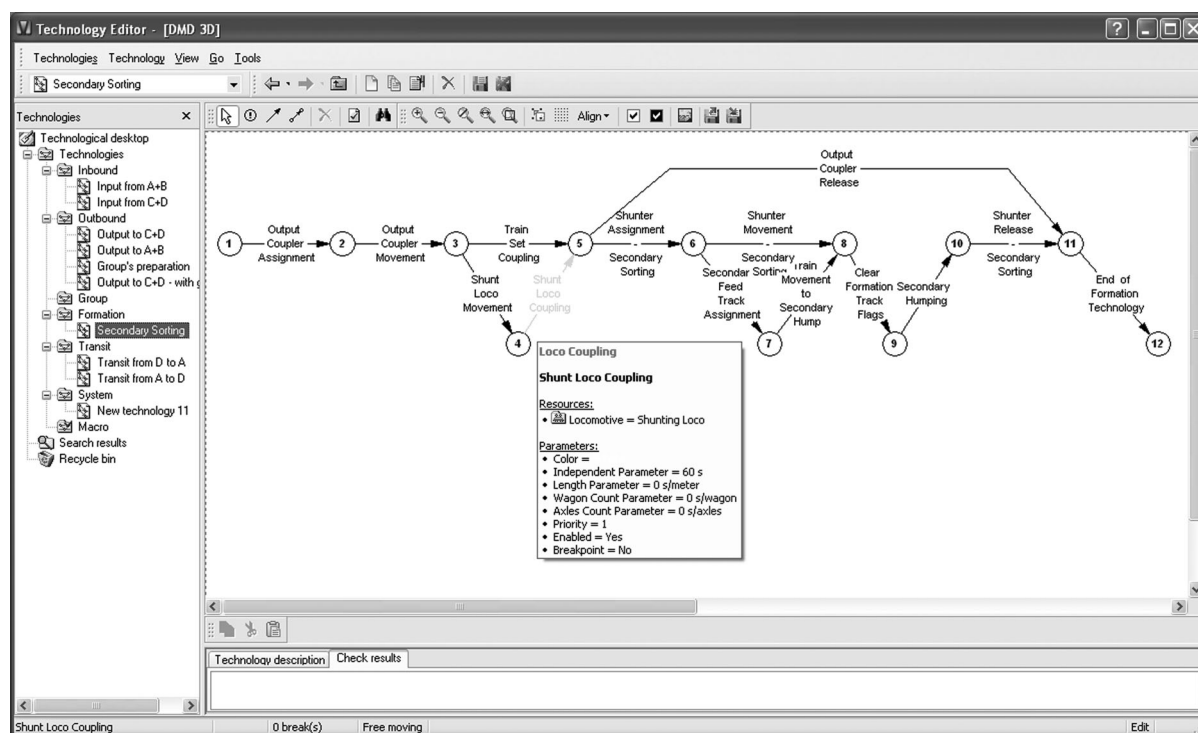 Technology Editor - [DMD 3D]
Technologies Technology View Go Tools
Secondary Sorting
Technologies
Align
Technological desktop
Technologies
Inbound
Input from A+B
Input from C+D
Outbound
Output to C+D
Output to A+B
Group's preparation
Output to C+D - with g
Group
Formation
Secondary Sorting
Transit
Transit from D to A
Transit from A to D
System
New technology 11
Macro
Search results
Recycle bin
Output
Coupler
Release
1
Output
Coupler
Assignment
2
Output
Coupler
Movement
3
Train
Set
Coupling
5
Shunter
Assignment
-
Secondary
Sorting
6
Shunter
Movement
-
Secondary
Sorting
8
10
Shunter
Release
-
Secondary
Sorting
11
Shunt
Loco
Movement
4
Shunt
Loco
Coupling
Secondar
Feed
Track
Assignment
7
Train
Movement
to
Secondary
Hump
Clear
Formation
Track
Flags
9
Secondary
Humping
End of
Formation
Technology
12
Loco Coupling
Shunt Loco Coupling
Resources:
• Locomotive = Shunting Loco
Parameters:
• Color =
• Independent Parameter = 60 s
• Length Parameter = 0 s/meter
• Wagon Count Parameter = 0 s/wagon
• Axles Count Parameter = 0 s/axles
• Priority = 1
• Enabled = Yes
• Breakpoint = No
Technology description Check results
Shunt Loco Coupling 0 break(s) Free moving Edit